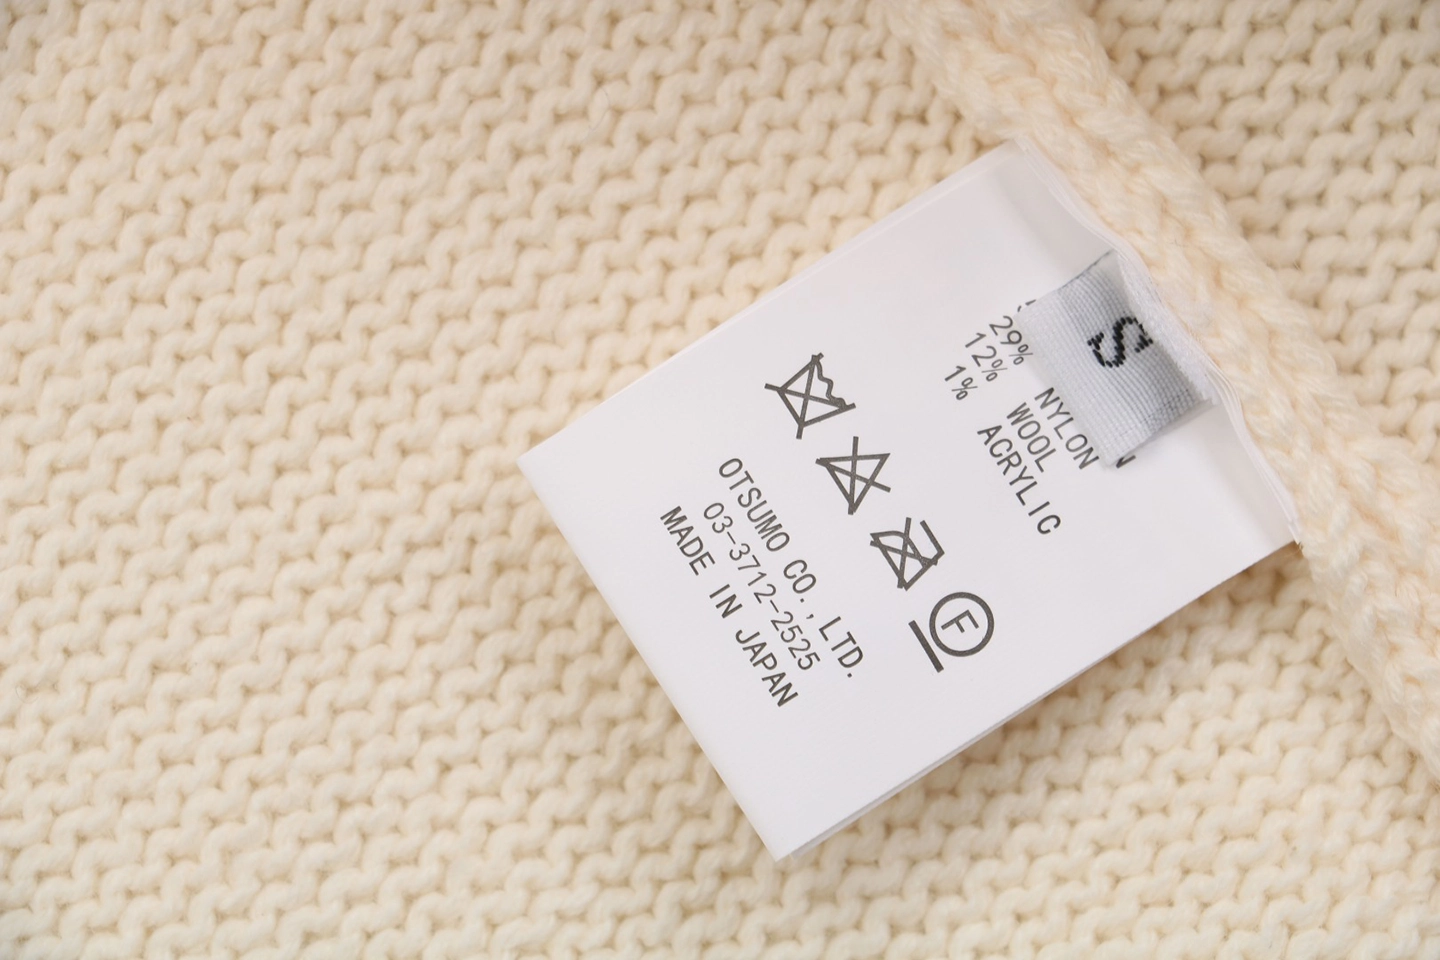 S
29% NYLON
12% WOOL
1% ACRYLIC
F
OTSUMO CO., LTD.
03-3712-2525
MADE IN JAPAN